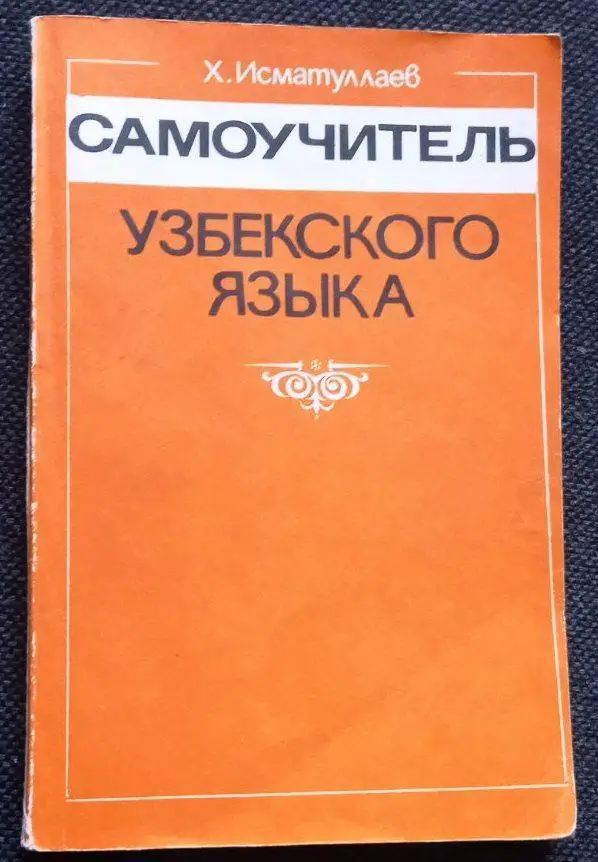 Х. Исматуллаев
САМОУЧИТЕЛЬ
УЗБЕКСКОГО
ЯЗЫКА